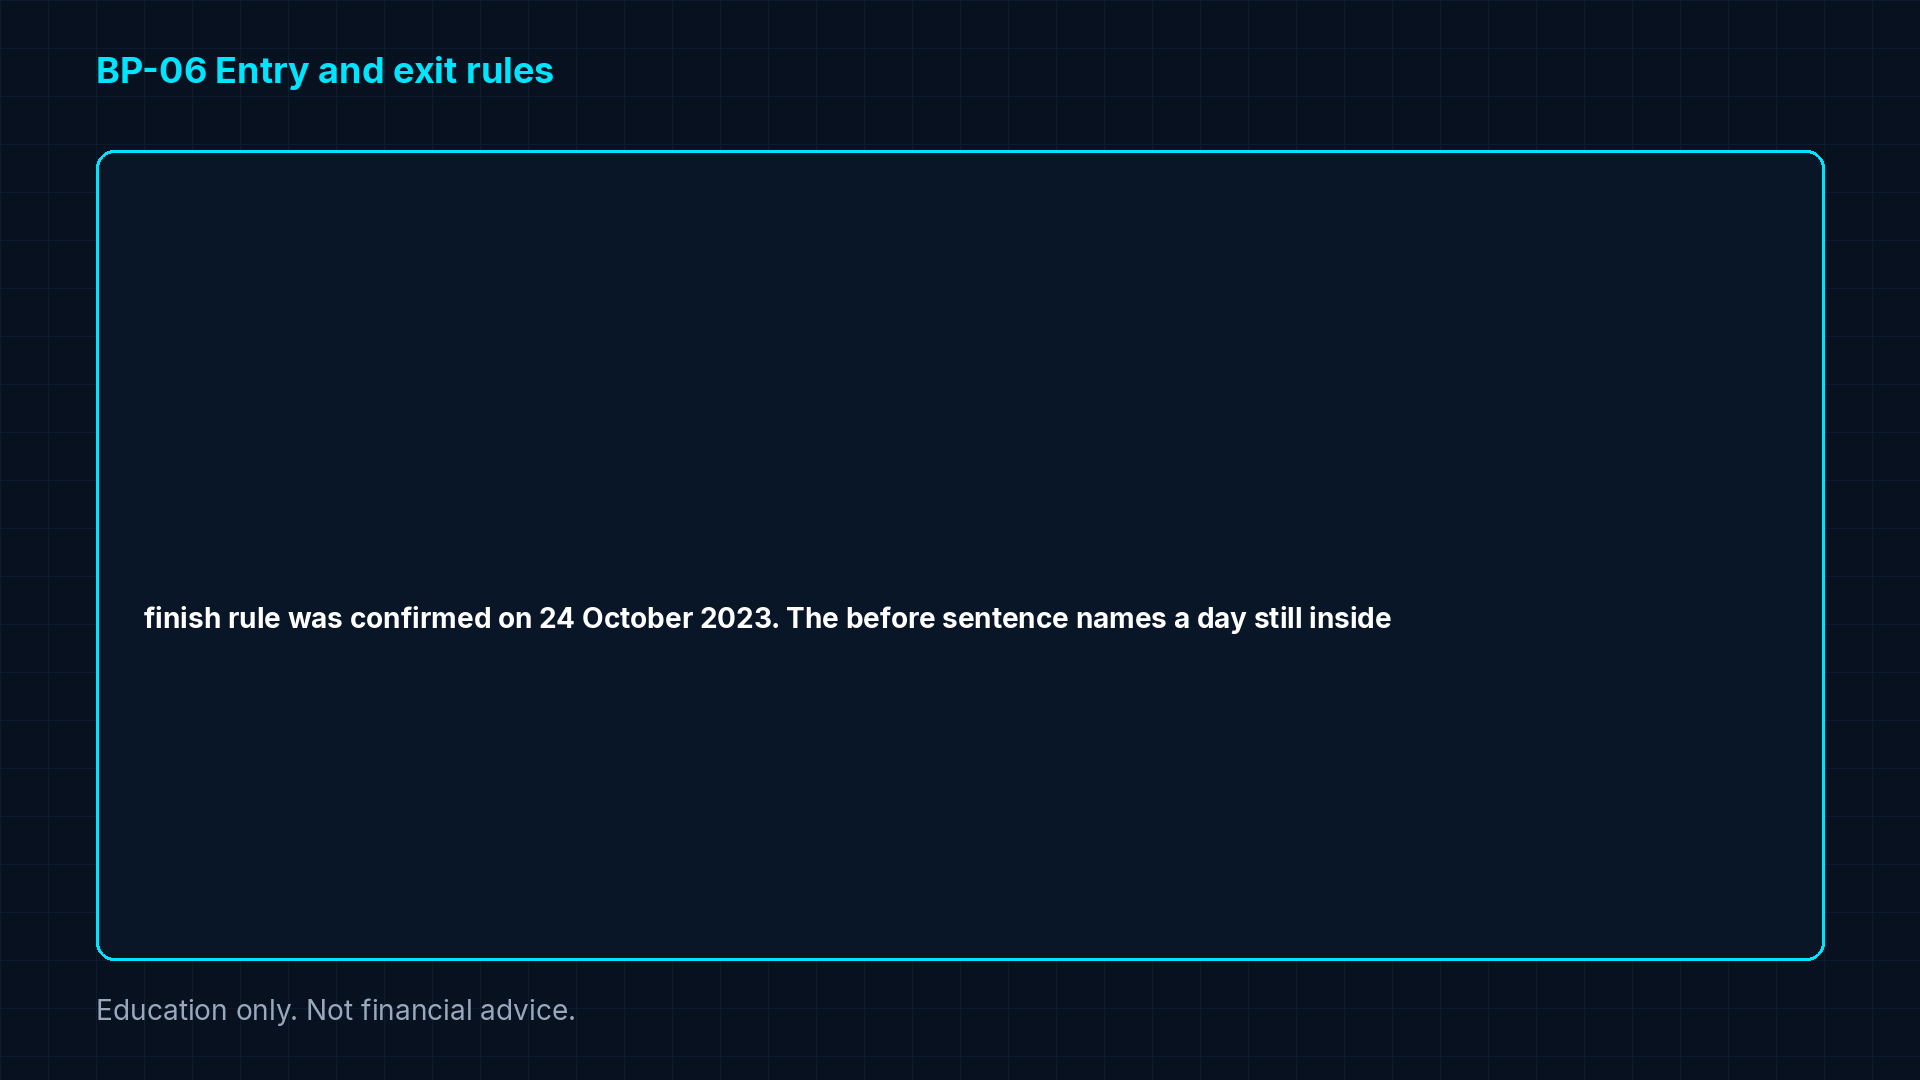 BP-06 Entry and exit rules
finish rule was confirmed on 24 October 2023. The before sentence names a day still inside
Education only. Not financial advice.